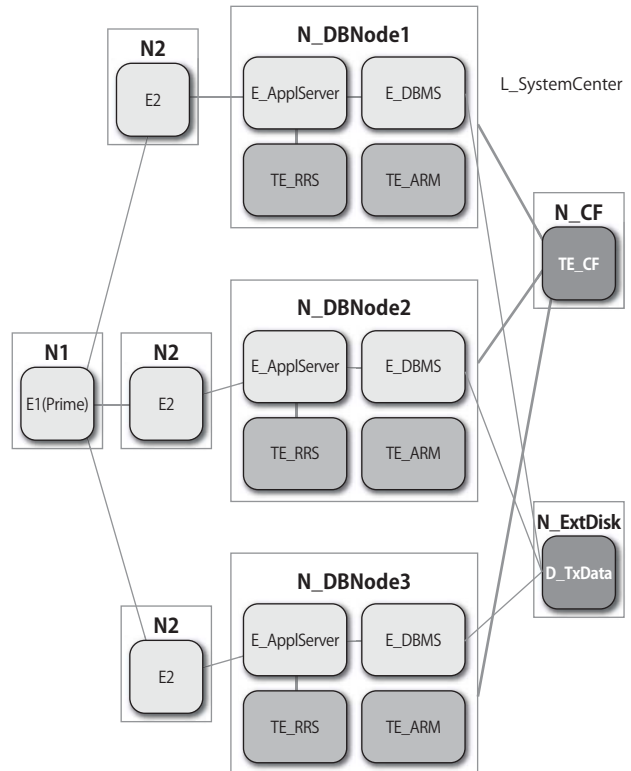 N_DBNode1
N2
E2
E_ApplServer
E_DBMS
TE_RRS
TE_ARM
L_SystemCenter
N_CF
TE_CF
N_DBNode2
N1
E1(Prime)
N2
E2
E_ApplServer
E_DBMS
TE_RRS
TE_ARM
N_ExtDisk
D_TxData
N_DBNode3
N2
E2
E_ApplServer
E_DBMS
TE_RRS
TE_ARM